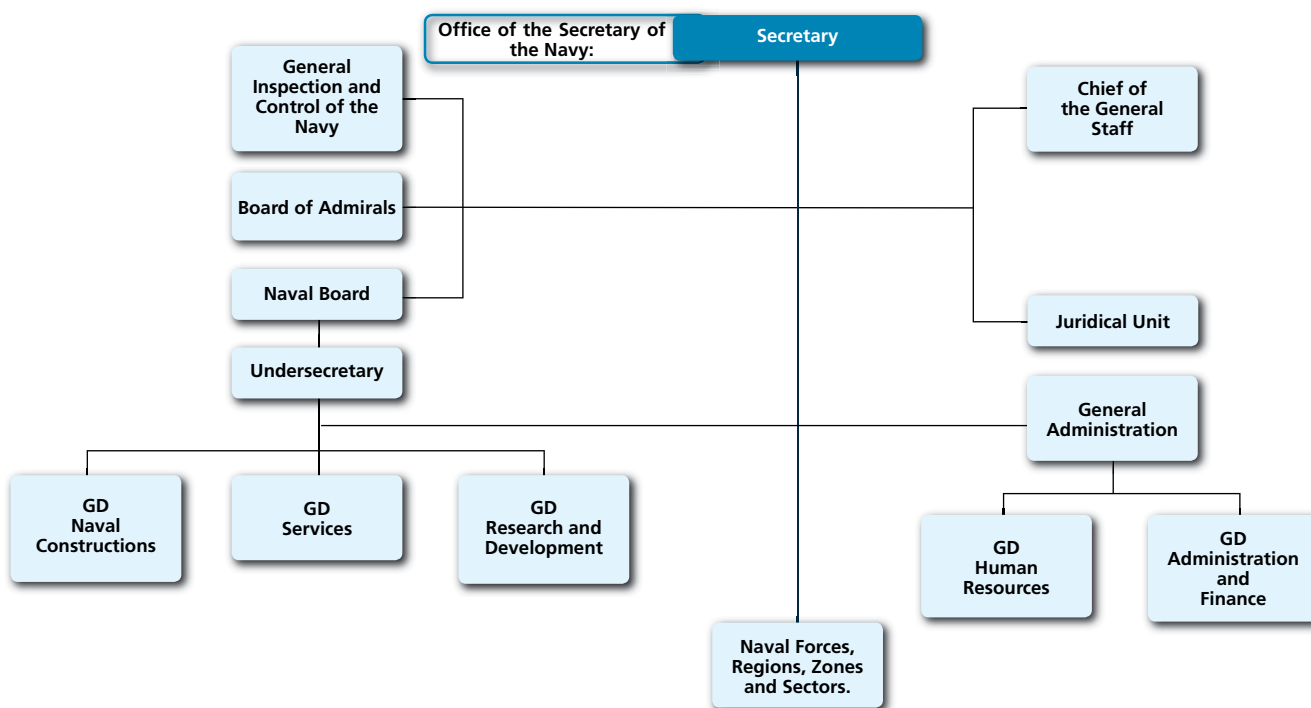 Office of the Secretary of
the Navy:
Secretary
General
Inspection and
Control of the
Navy
Chief of
the General
Staff
Board of Admirals
Naval Board
Juridical Unit
Undersecretary
General
Administration
GD
Naval
Constructions
GD
Services
GD
Research and
Development
GD
Human
Resources
GD
Administration
and
Finance
Naval Forces,
Regions, Zones
and Sectors.